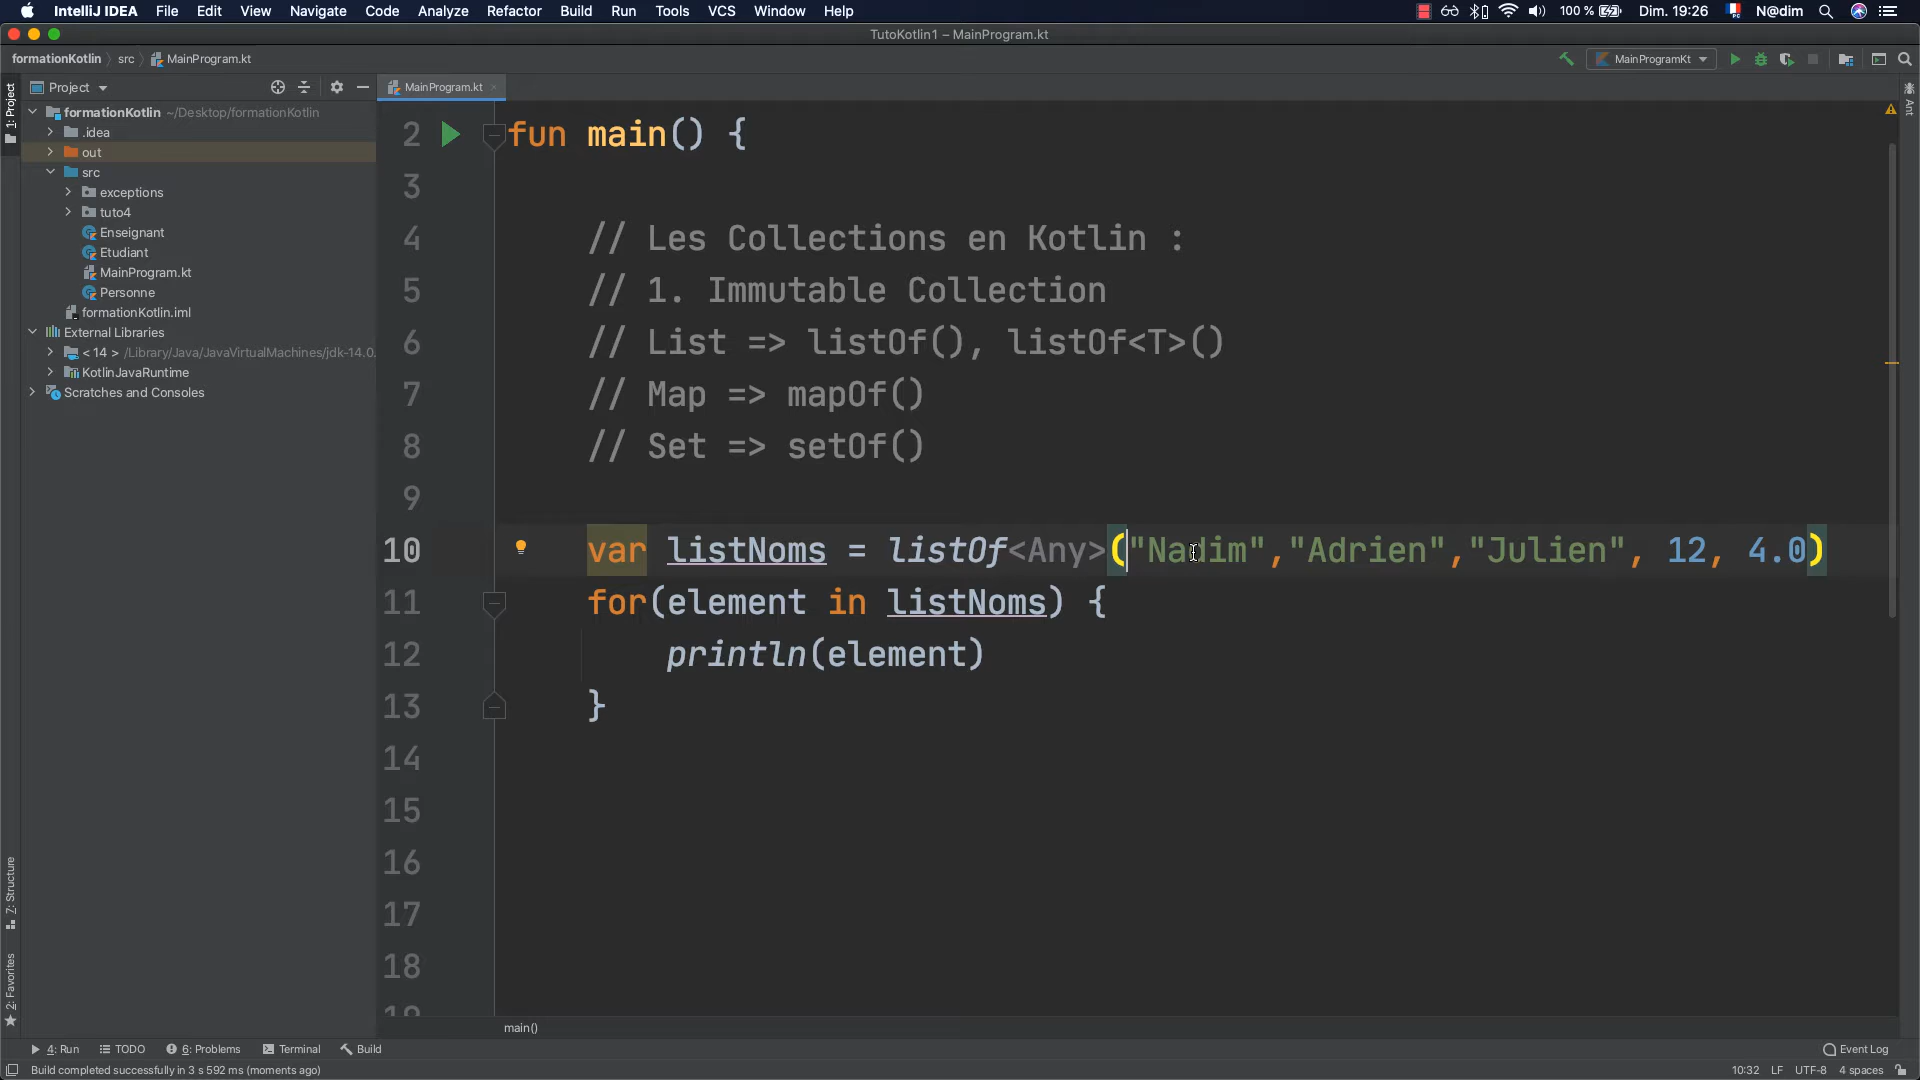 IntelliJ IDEA File Edit View Navigate Code Analyze Refactor Build Run Tools VCS Window Help 100 % Dim. 19:26 N@dim
TutoKotlin1 – MainProgram.kt
formationKotlin src MainProgram.kt MainProgramKt
Project MainProgram.kt
1: Project
Ant
formationKotlin ~/Desktop/formationKotlin
.idea
out
src
exceptions
tuto4
Enseignant
Etudiant
MainProgram.kt
Personne
formationKotlin.iml
External Libraries
< 14 > /Library/Java/JavaVirtualMachines/jdk-14.0.
KotlinJavaRuntime
Scratches and Consoles
2 fun main() {
3
4 // Les Collections en Kotlin :
5 // 1. Immutable Collection
6 // List => listOf(), listOf<T>()
7 // Map => mapOf()
8 // Set => setOf()
9
10 var listNoms = listOf<Any>("Nadim","Adrien","Julien", 12, 4.0)
11 for(element in listNoms) {
12 println(element)
13 }
14
15
16
17
18
19
main()
7: Structure
2: Favorites
4: Run TODO 6: Problems Terminal Build Event Log
Build completed successfully in 3 s 592 ms (moments ago) 10:32 LF UTF-8 4 spaces